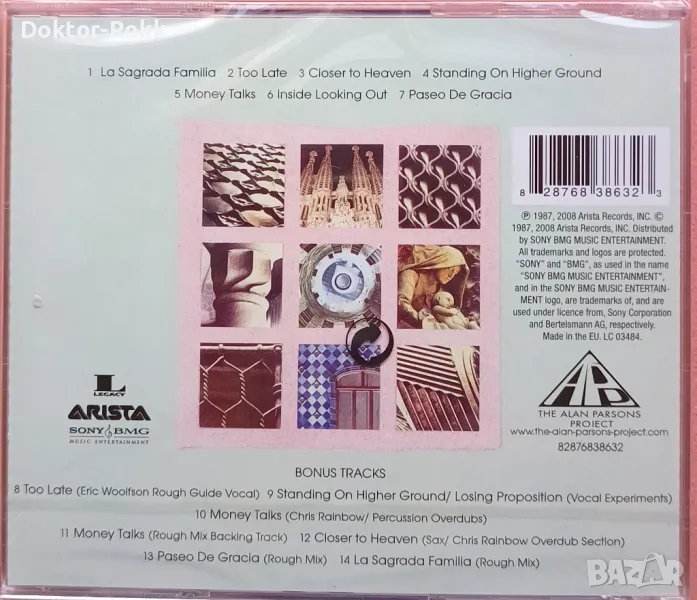 Doktor-Rokls
1 La Sagrada Familia 2 Too Late 3 Closer to Heaven 4 Standing On Higher Ground
5 Money Talks 6 Inside Looking Out 7 Paseo De Gracia
8 28768 38632 3
℗ 1987, 2008 Arista Records, INC. ©
1987, 2008 Arista Records, INC. Distributed
by SONY BMG MUSIC ENTERTAINMENT.
All trademarks and logos are protected.
"SONY" and "BMG", as used in the name
"SONY BMG MUSIC ENTERTAINMENT",
and in the SONY BMG MUSIC ENTERTAIN-
MENT logo, are trademarks of, and are
used under licence from, Sony Corporation
and Bertelsmann AG, respectively.
Made in the EU. LC 03484.
L
LEGACY
ARISTA
SONY BMG
MUSIC ENTERTAINMENT
APP
THE ALAN PARSONS
PROJECT
www.the-alan-parsons-project.com
82876838632
BONUS TRACKS
8 Too Late (Eric Woolfson Rough Guide Vocal) 9 Standing On Higher Ground/ Losing Proposition (Vocal Experiments)
10 Money Talks (Chris Rainbow/ Percussion Overdubs)
11 Money Talks (Rough Mix Backing Track) 12 Closer to Heaven (Sax/ Chris Rainbow Overdub Section)
13 Paseo De Gracia (Rough Mix) 14 La Sagrada Familia (Rough Mix)
BAZAR